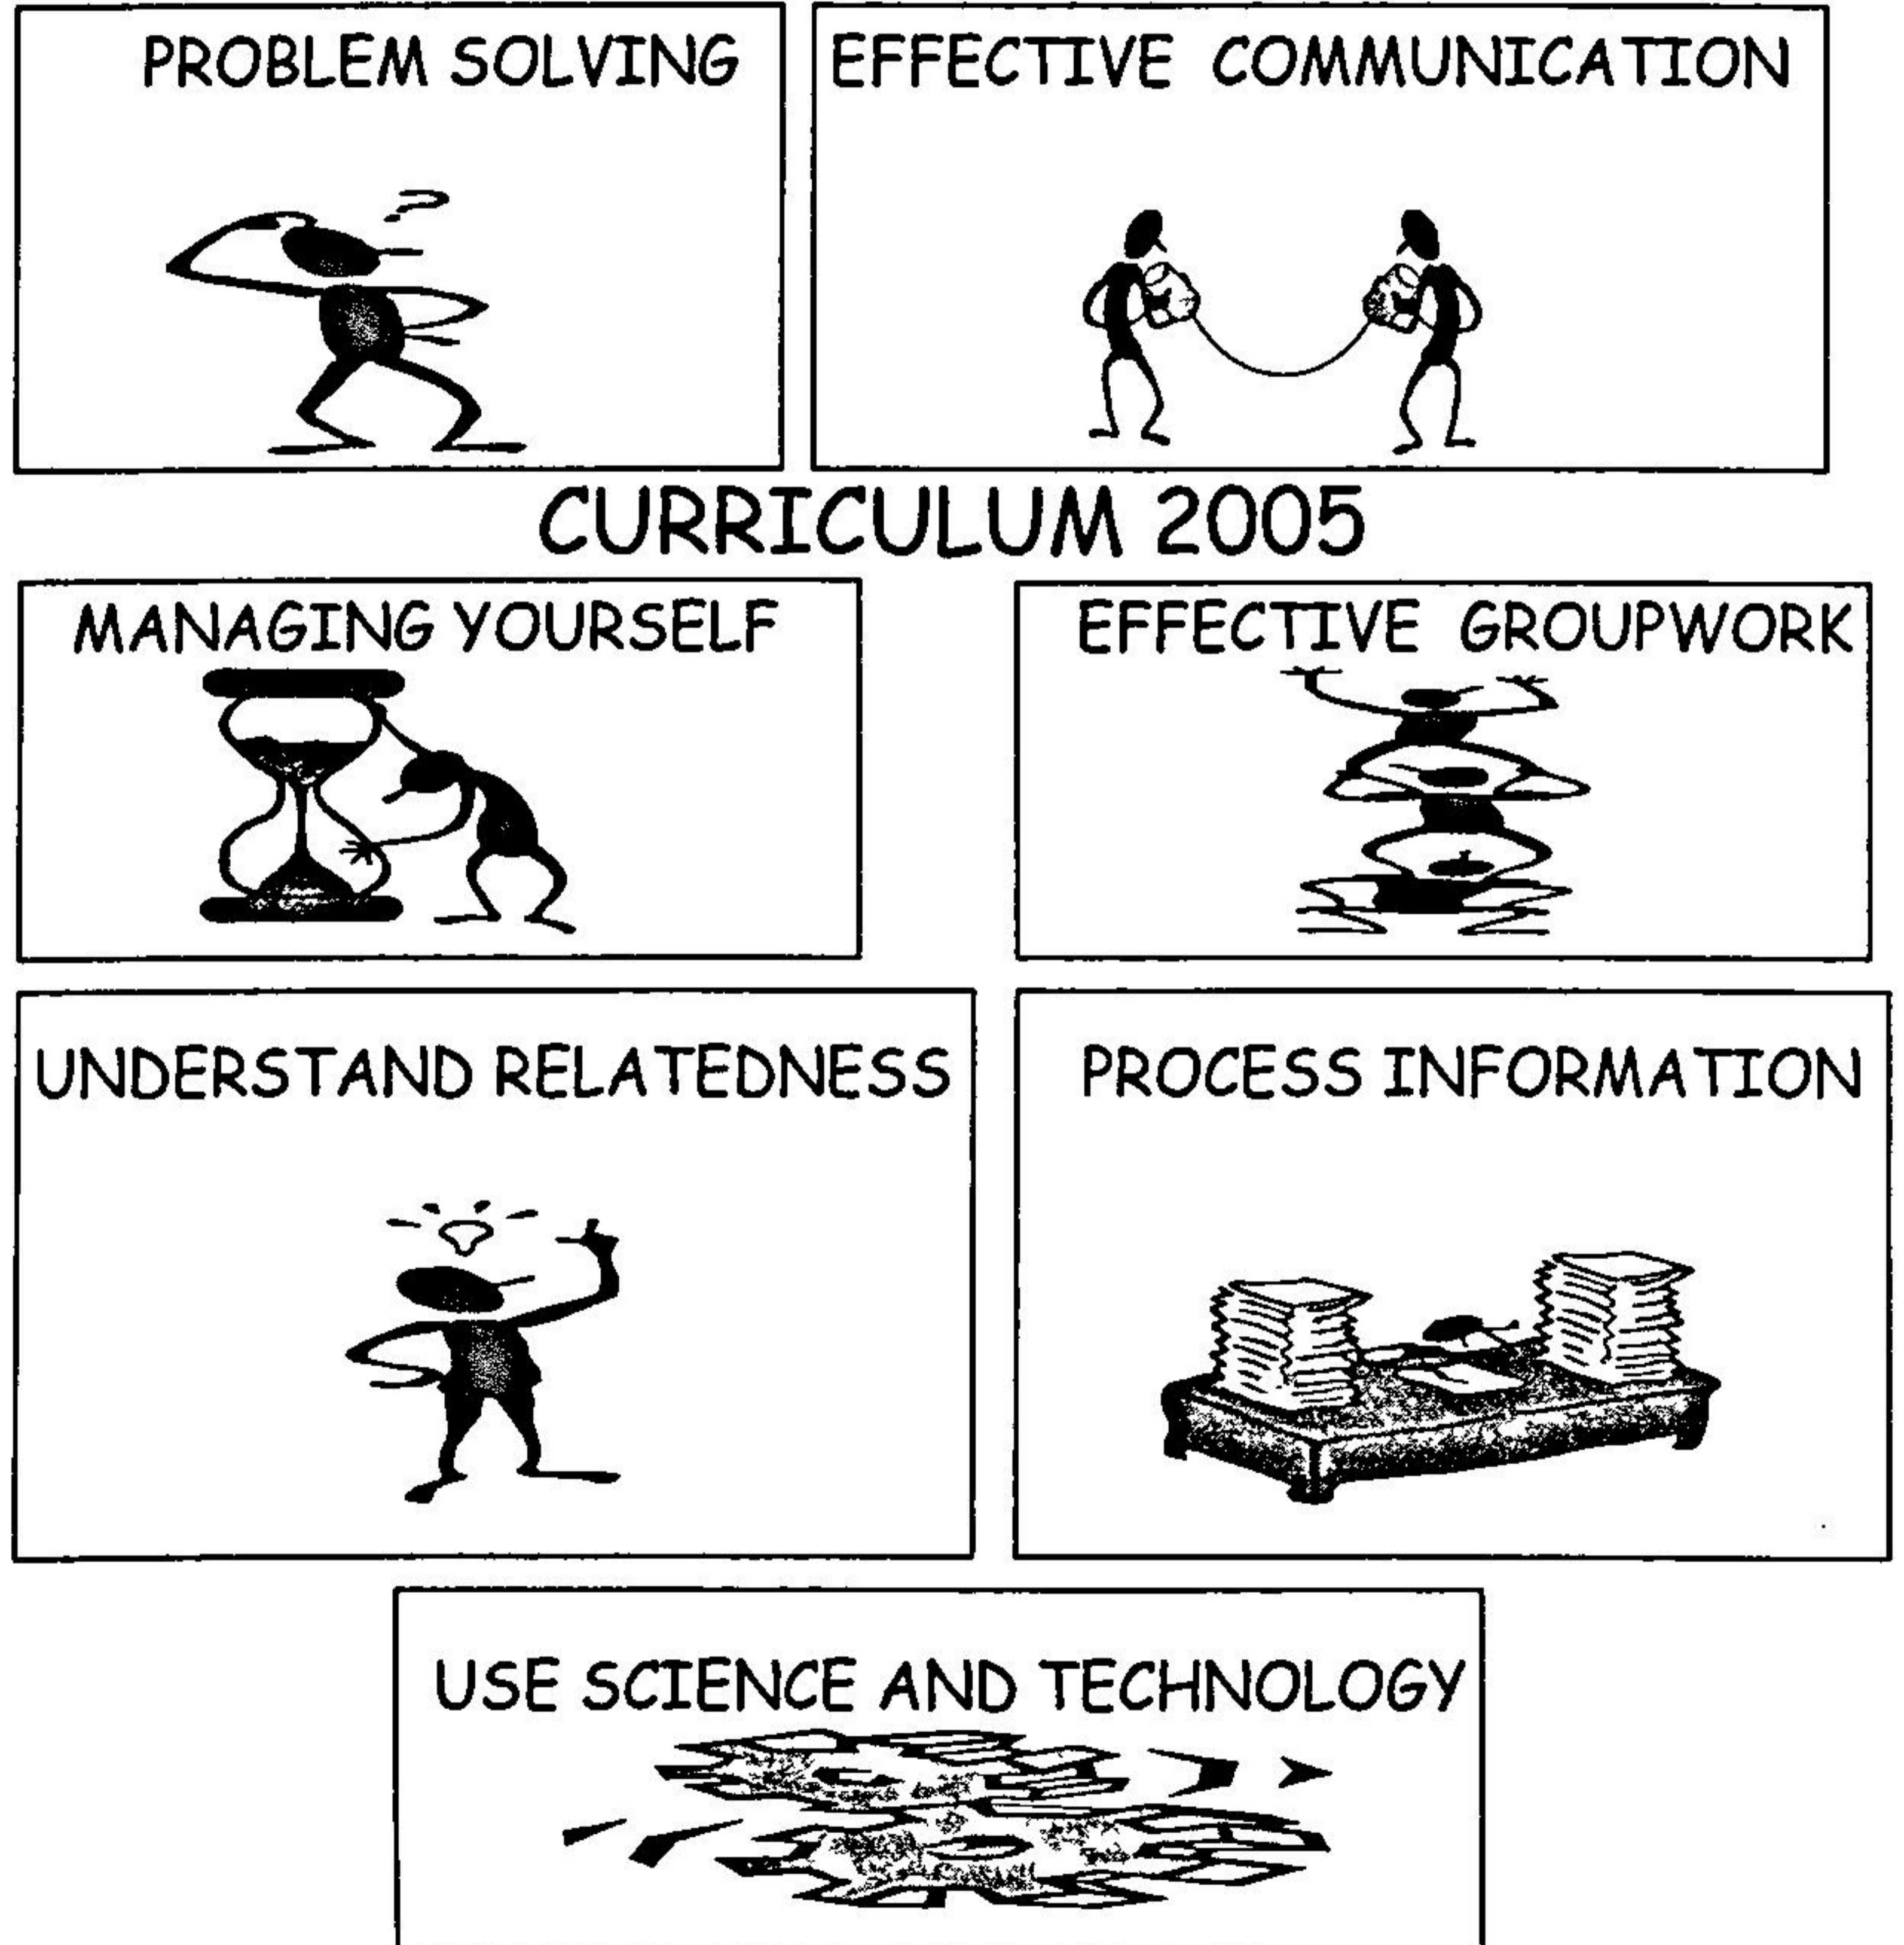 PROBLEM SOLVING
EFFECTIVE COMMUNICATION
CURRICULUM 2005
MANAGING YOURSELF
EFFECTIVE GROUPWORK
UNDERSTAND RELATEDNESS
PROCESS INFORMATION
USE SCIENCE AND TECHNOLOGY